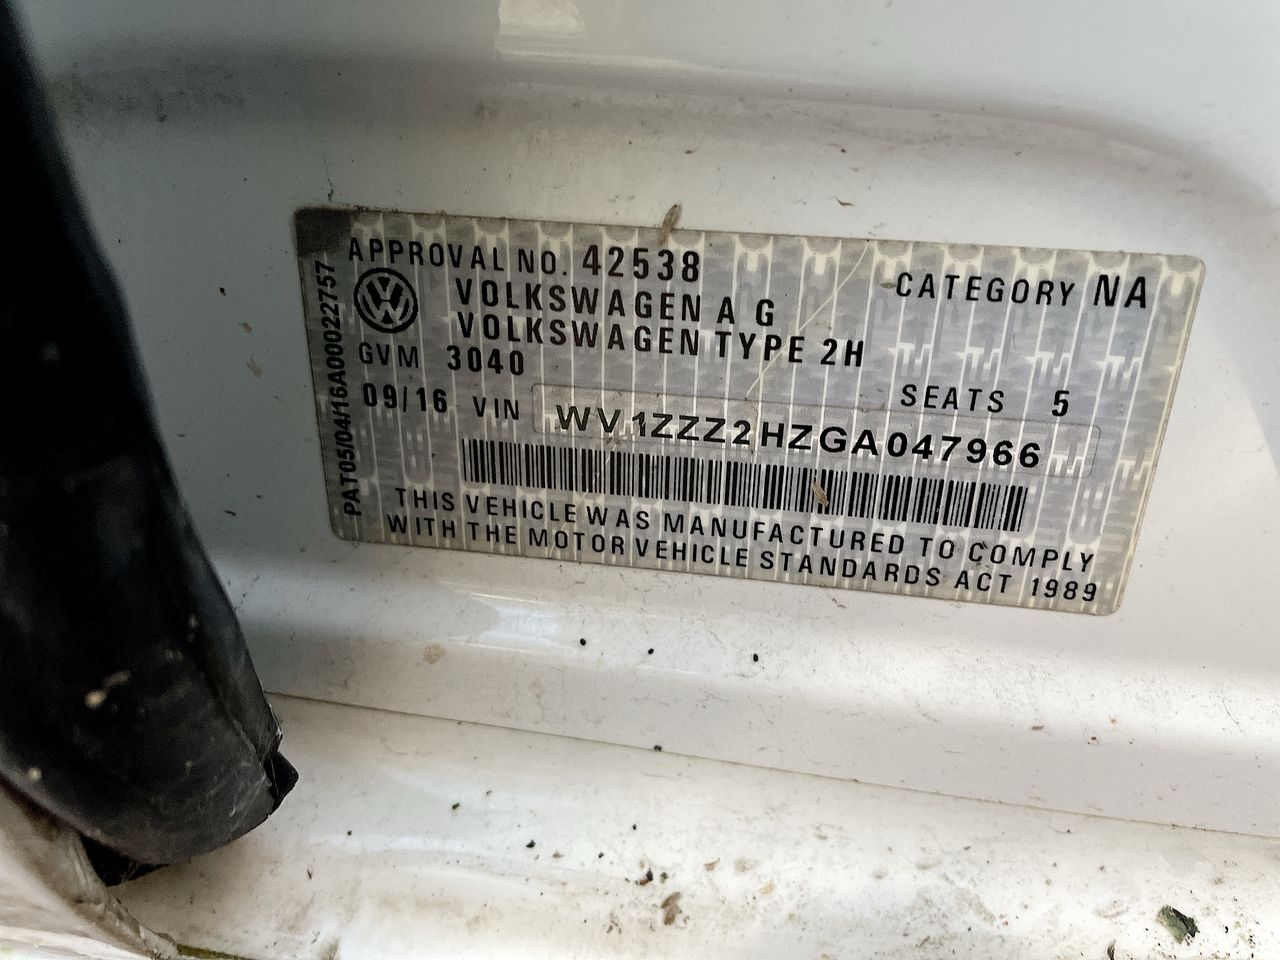 APPROVAL NO. 42538
CATEGORY NA
VOLKSWAGEN A G
VOLKSWAGEN TYPE 2H
GVM 3040
SEATS 5
09/16 VIN WV1ZZZ2HZGA047966
THIS VEHICLE WAS MANUFACTURED TO COMPLY
WITH THE MOTOR VEHICLE STANDARDS ACT 1989
PAT05/04/16A000022757